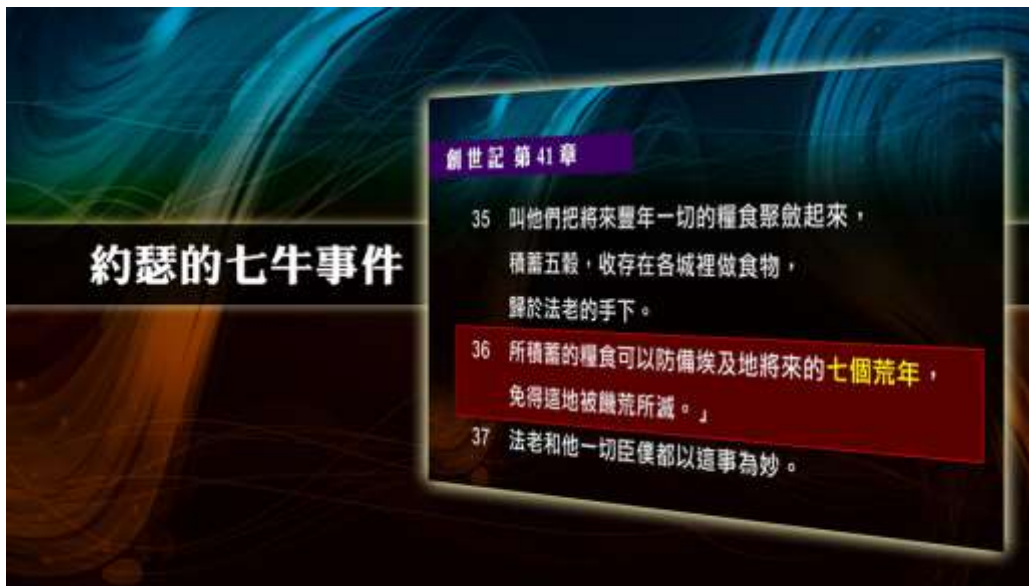 約瑟的七牛事件
創世記 第 41 章
35 叫他們把將來豐年一切的糧食聚斂起來，
積蓄五穀，收存在各城裡做食物，
歸於法老的手下。
36 所積蓄的糧食可以防備埃及地將來的七個荒年，
免得這地被饑荒所滅。」
37 法老和他一切臣僕都以這事為妙。